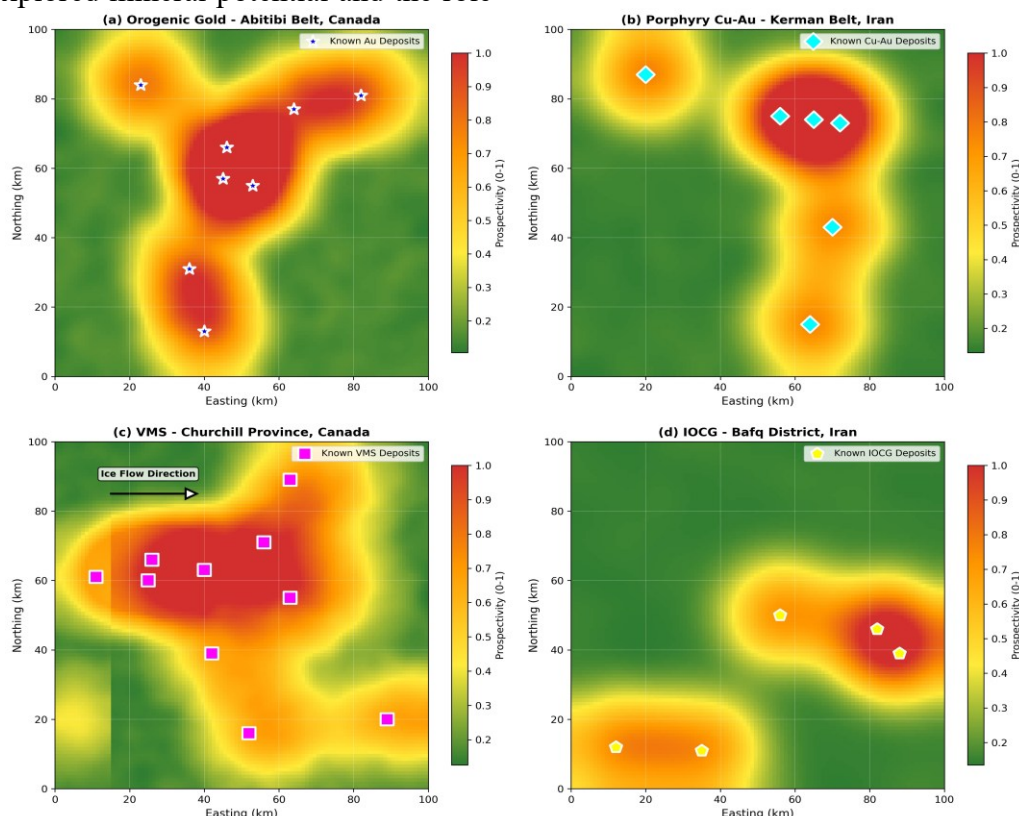 (a) Orogenic Gold - Abitibi Belt, Canada
Known Au Deposits
Northing (km)
100
80
60
40
20
0
0 20 40 60 80 100
Easting (km)
1.0
0.9
0.8
0.7
0.6
0.5
0.4
0.3
0.2
Prospectivity (0-1)
(b) Porphyry Cu-Au - Kerman Belt, Iran
Known Cu-Au Deposits
Northing (km)
100
80
60
40
20
0
0 20 40 60 80 100
Easting (km)
1.0
0.9
0.8
0.7
0.6
0.5
0.4
0.3
0.2
Prospectivity (0-1)
(c) VMS - Churchill Province, Canada
Known VMS Deposits
Ice Flow Direction
Northing (km)
100
80
60
40
20
0
0 20 40 60 80 100
Easting (km)
1.0
0.9
0.8
0.7
0.6
0.5
0.4
0.3
0.2
Prospectivity (0-1)
(d) IOCG - Bafq District, Iran
Known IOCG Deposits
Northing (km)
100
80
60
40
20
0
0 20 40 60 80 100
Easting (km)
1.0
0.9
0.8
0.7
0.6
0.5
0.4
0.3
0.2
Prospectivity (0-1)